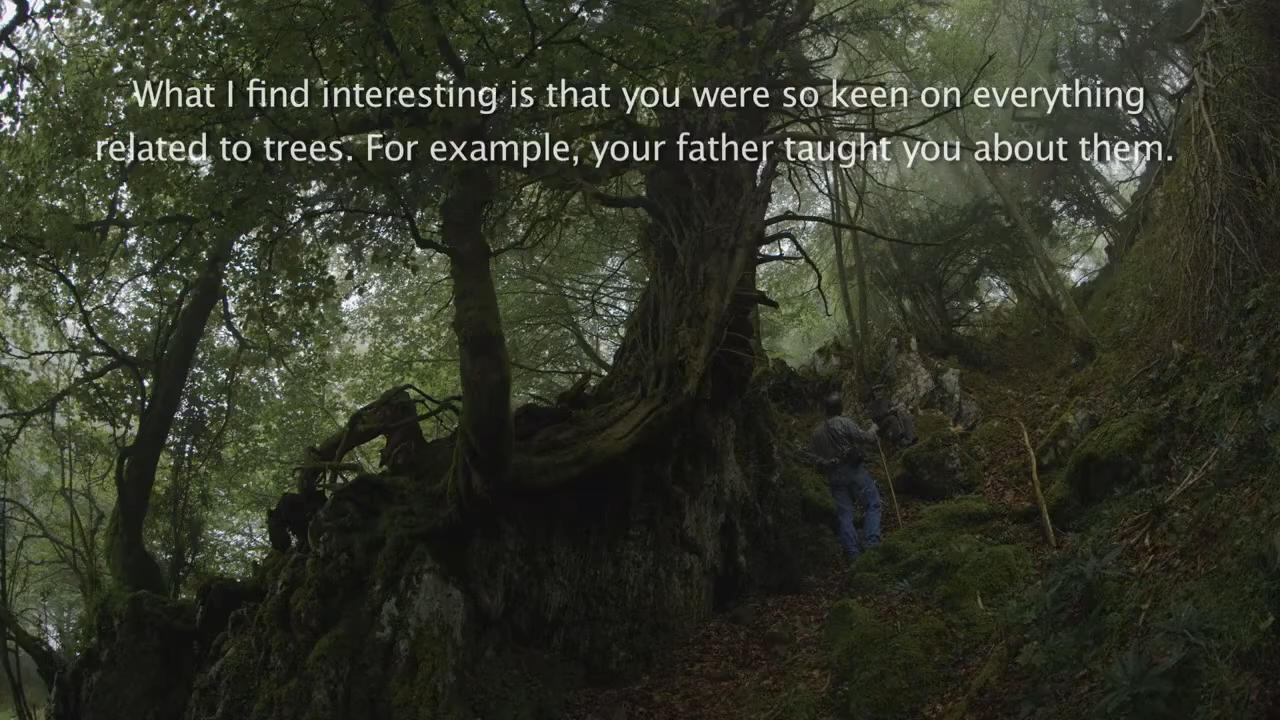 What I find interesting is that you were so keen on everything
related to trees. For example, your father taught you about them.